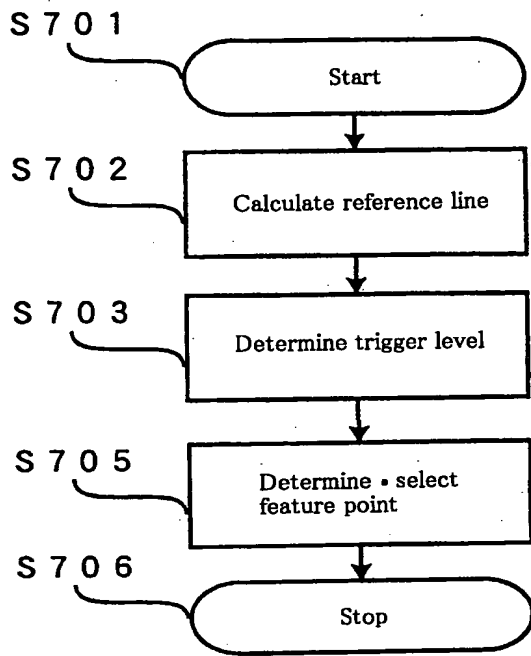 S701
Start
S702
Calculate reference line
S703
Determine trigger level
S705
Determine ▪ select
feature point
S706
Stop